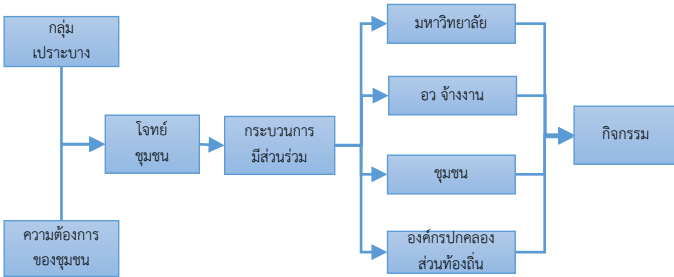 กลุ่ม
เปราะบาง
ความต้องการ
ของชุมชน
โจทย์
ชุมชน
กระบวนการ
มีส่วนร่วม
มหาวิทยาลัย
อว จ้างงาน
ชุมชน
องค์กรปกคลอง
ส่วนท้องถิ่น
กิจกรรม